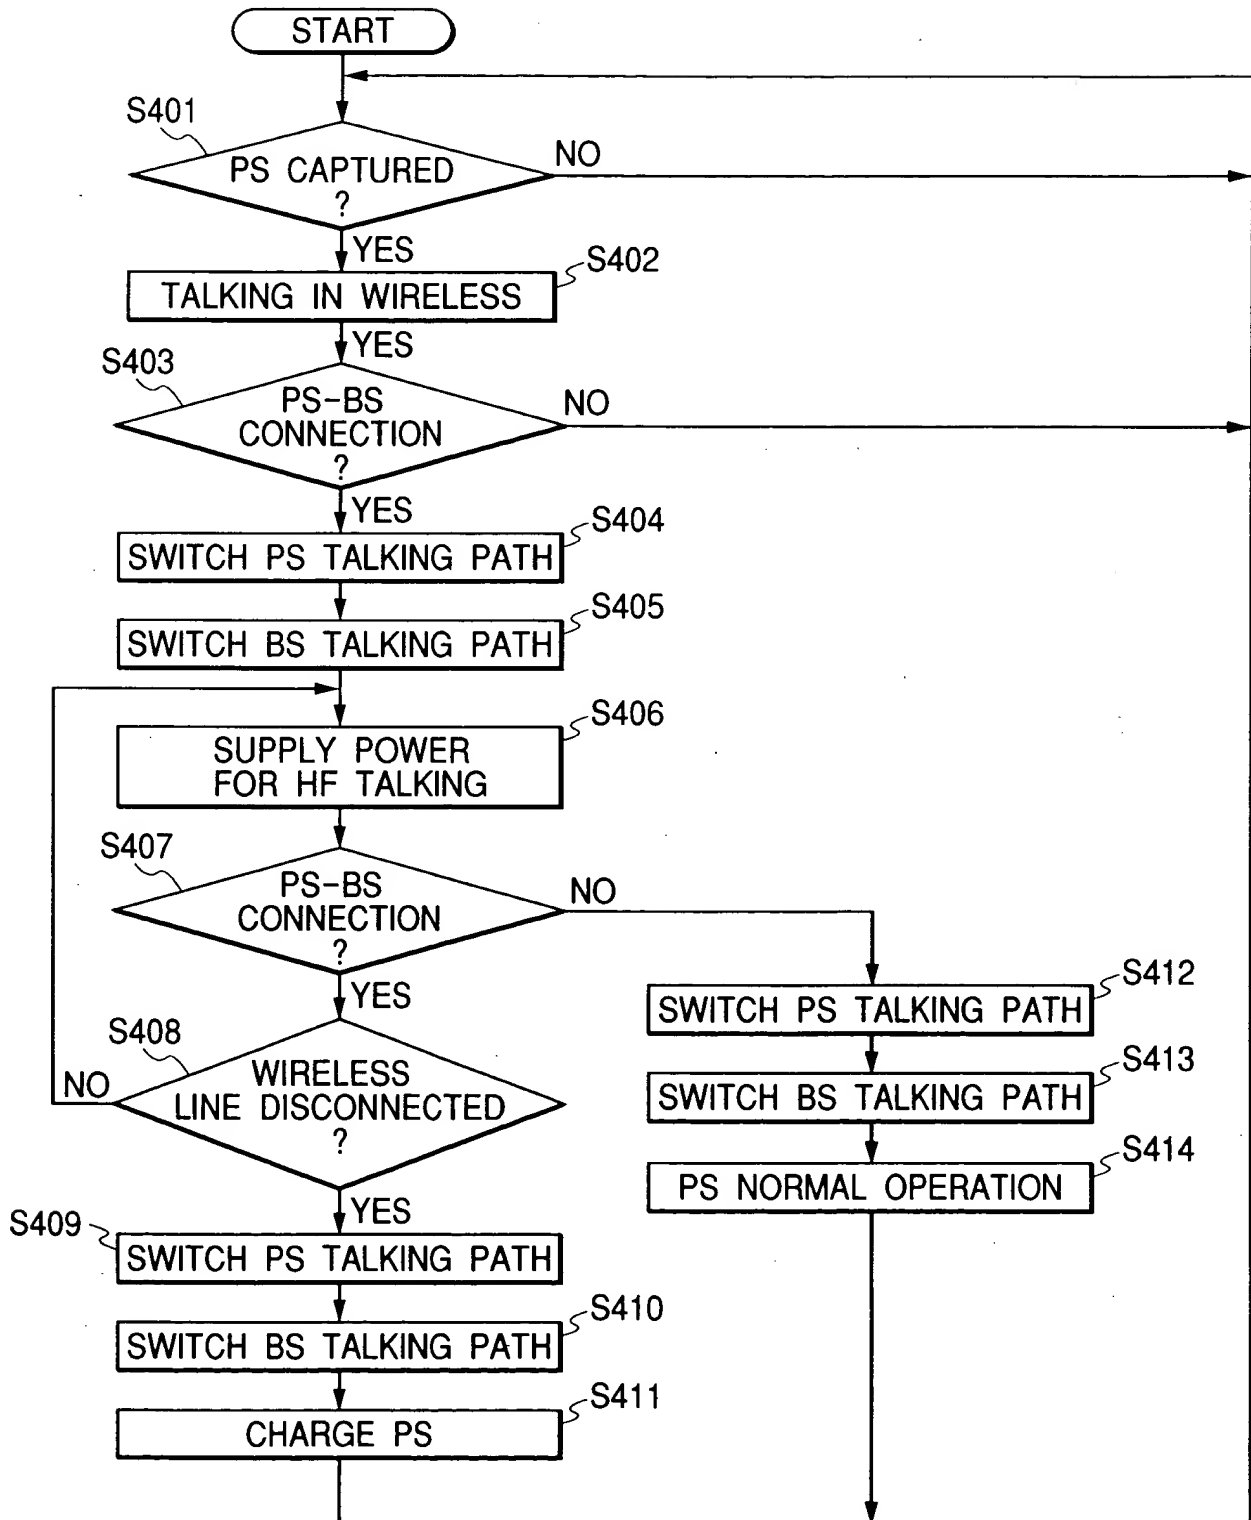 START
S401
PS CAPTURED
?
NO
YES
S402
TALKING IN WIRELESS
YES
S403
PS-BS
CONNECTION
?
NO
YES
S404
SWITCH PS TALKING PATH
S405
SWITCH BS TALKING PATH
S406
SUPPLY POWER
FOR HF TALKING
S407
PS-BS
CONNECTION
?
NO
YES
S408
WIRELESS
LINE DISCONNECTED
?
NO
YES
S409
SWITCH PS TALKING PATH
S410
SWITCH BS TALKING PATH
S411
CHARGE PS
S412
SWITCH PS TALKING PATH
S413
SWITCH BS TALKING PATH
S414
PS NORMAL OPERATION